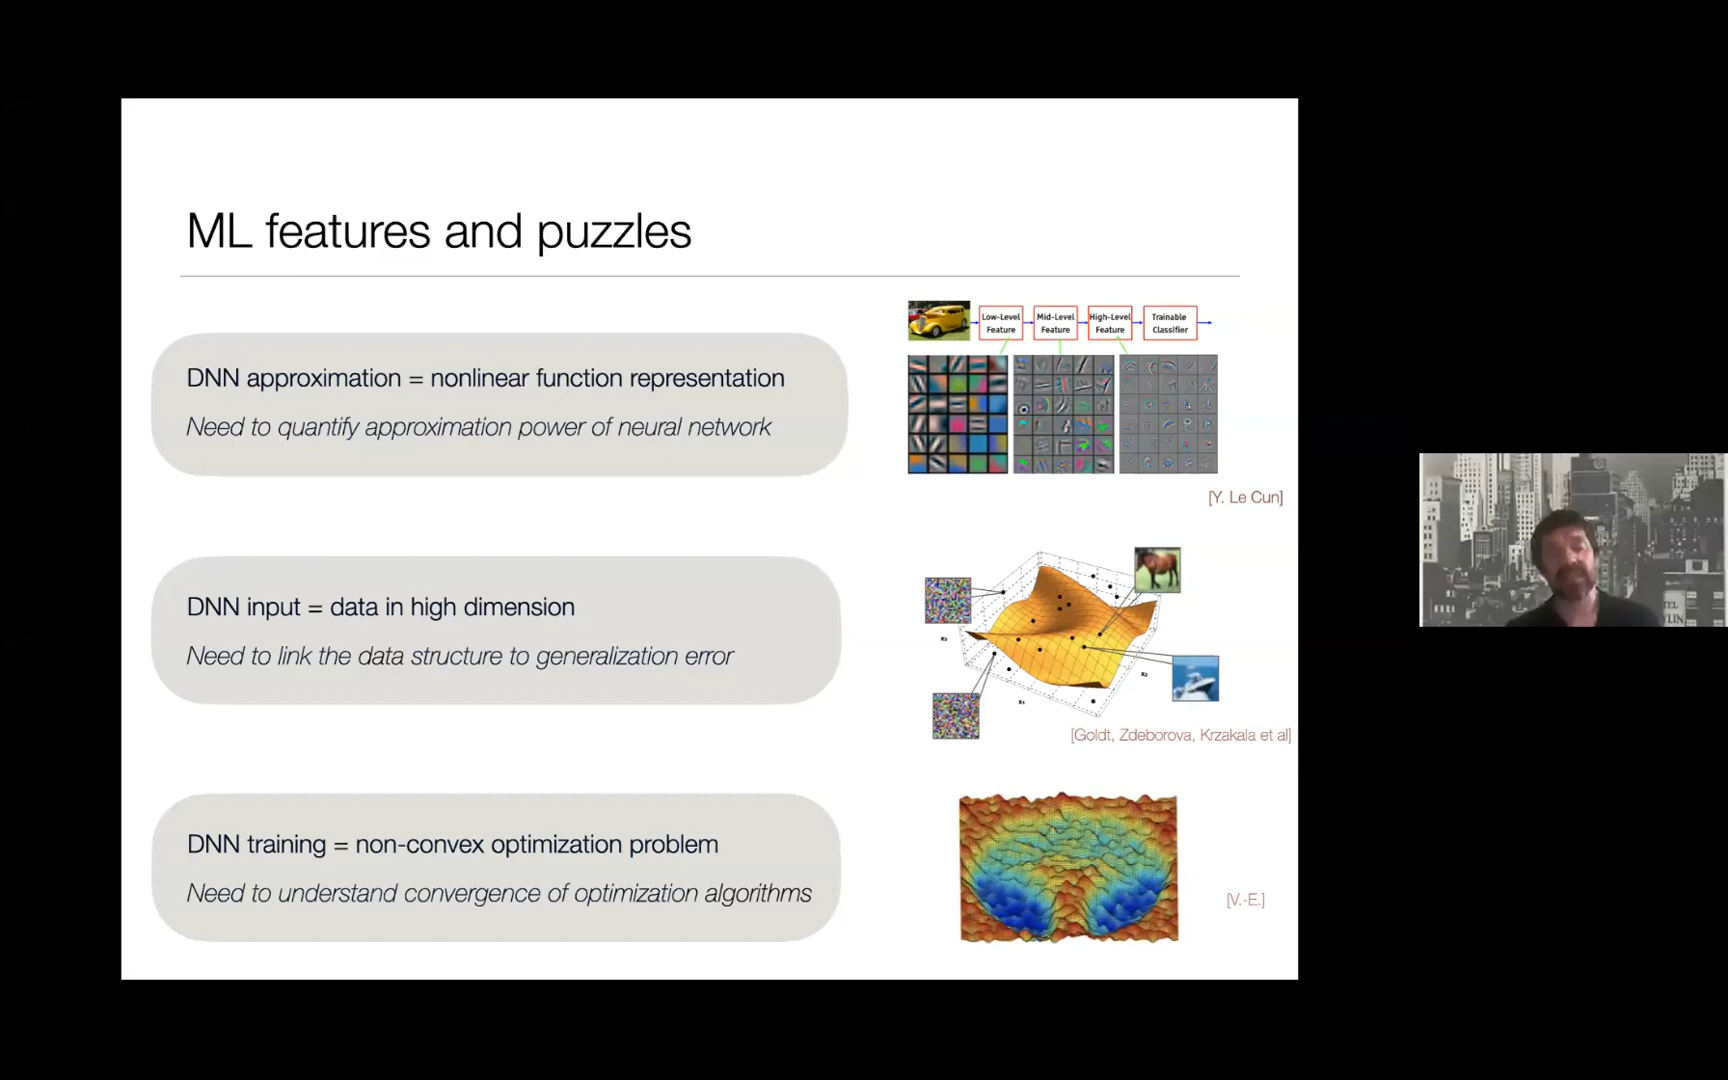 ML features and puzzles
DNN approximation = nonlinear function representation
Need to quantify approximation power of neural network
Low-Level
Feature
Mid-Level
Feature
High-Level
Feature
Trainable
Classifier
[Y. Le Cun]
DNN input = data in high dimension
Need to link the data structure to generalization error
x₃
x₂
x₁
[Goldt, Zdeborova, Krzakala et al]
DNN training = non-convex optimization problem
Need to understand convergence of optimization algorithms
[V.-E.]